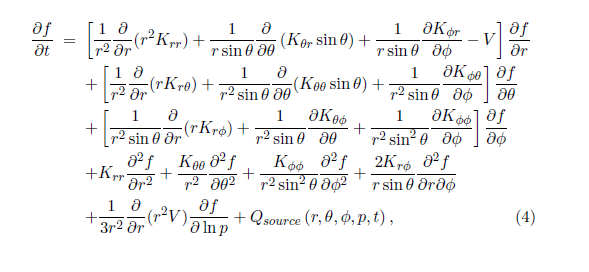 ∂f/∂t = [1/r² ∂/∂r (r²K_rr) + 1/(r sin θ) ∂/∂θ (K_θr sin θ) + 1/(r sin θ) ∂K_ϕr/∂ϕ − V] ∂f/∂r
+ [1/r² ∂/∂r (rK_rθ) + 1/(r² sin θ) ∂/∂θ (K_θθ sin θ) + 1/(r² sin θ) ∂K_ϕθ/∂ϕ] ∂f/∂θ
+ [1/(r² sin θ) ∂/∂r (rK_rϕ) + 1/(r² sin θ) ∂K_θϕ/∂θ + 1/(r² sin² θ) ∂K_ϕϕ/∂ϕ] ∂f/∂ϕ
+K_rr ∂²f/∂r² + K_θθ/r² ∂²f/∂θ² + K_ϕϕ/(r² sin² θ) ∂²f/∂ϕ² + 2K_rϕ/(r sin θ) ∂²f/∂r∂ϕ
+1/(3r²) ∂/∂r (r²V) ∂f/∂ ln p + Q_source (r, θ, ϕ, p, t) , (4)